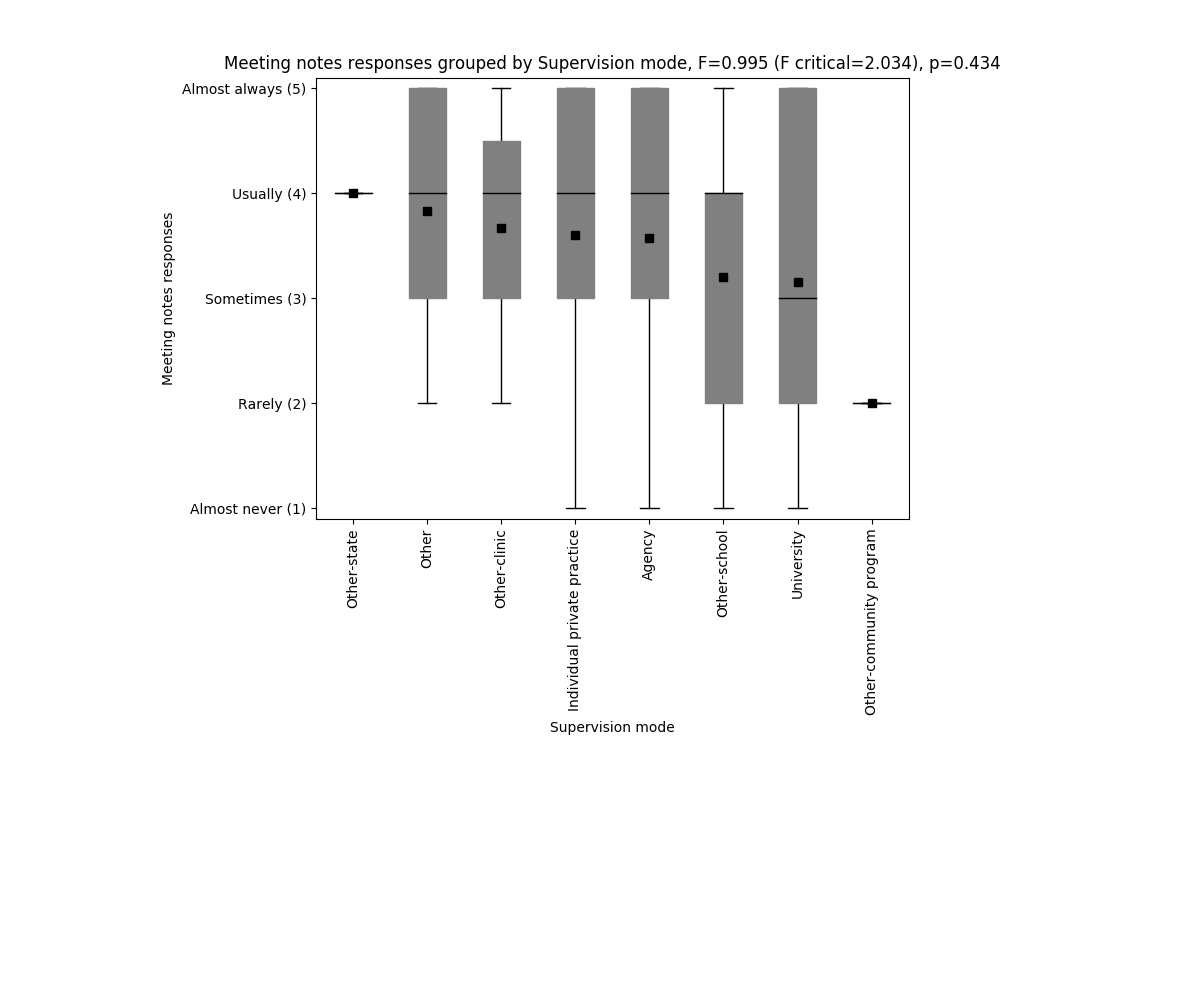 Meeting notes responses grouped by Supervision mode, F=0.995 (F critical=2.034), p=0.434
Almost always (5)
Usually (4)
Sometimes (3)
Rarely (2)
Almost never (1)
Meeting notes responses
Other-state
Other
Other-clinic
Individual private practice
Agency
Other-school
University
Other-community program
Supervision mode